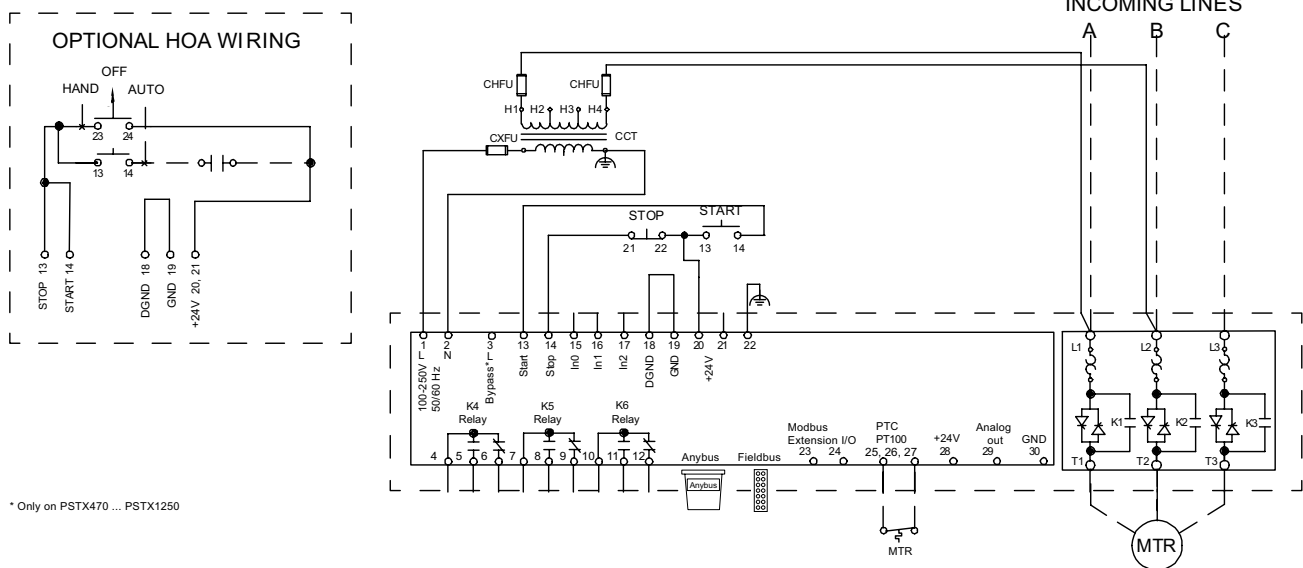 INCOMING LINES
A B C
OPTIONAL HOA WIRING
OFF
HAND AUTO
23 24
13 14
STOP 13
START 14
DGND 18
GND 19
+24V 20, 21
CHFU CHFU
H1 H2 H3 H4
CXFU CCT
STOP START
21 22 13 14
1 2 3 13 14 15 16 17 18 19 20 21 22
L N L
100-250V
50/60 Hz
Bypass*
Start
Stop
In0
In1
In2
DGND
GND
+24V
K4
Relay
K5
Relay
K6
Relay
4 5 6 7 8 9 10 11 12
Anybus Fieldbus
Anybus
Modbus
Extension I/O
23 24
PTC
PT100
25, 26, 27
+24V
28
Analog
out
29
GND
30
MTR
L1 L2 L3
K1 K2 K3
T1 T2 T3
MTR
* Only on PSTX470 ... PSTX1250